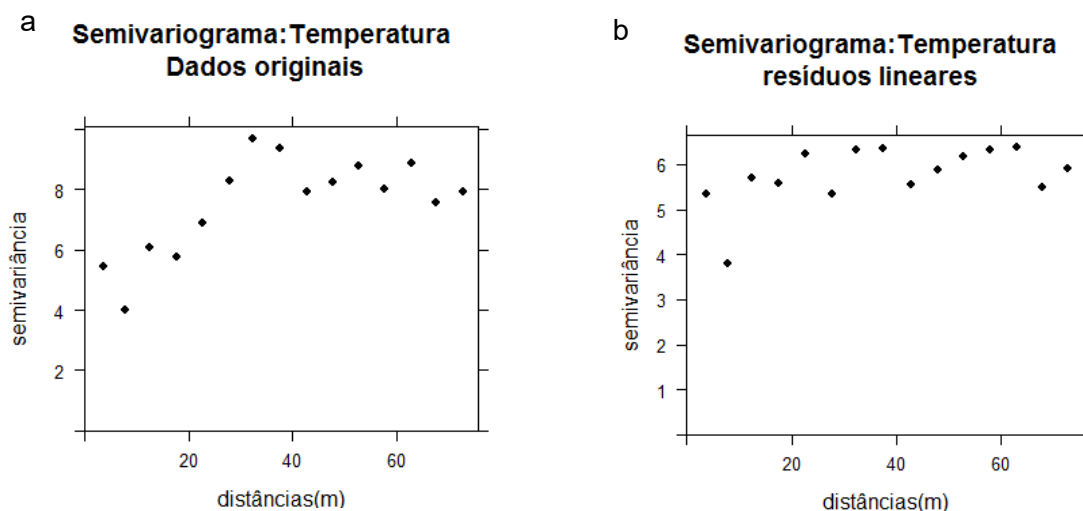 a
Semivariograma:Temperatura
Dados originais
8
6
4
2
semivariância
20 40 60
distâncias(m)
b
Semivariograma:Temperatura
resíduos lineares
6
5
4
3
2
1
semivariância
20 40 60
distâncias(m)